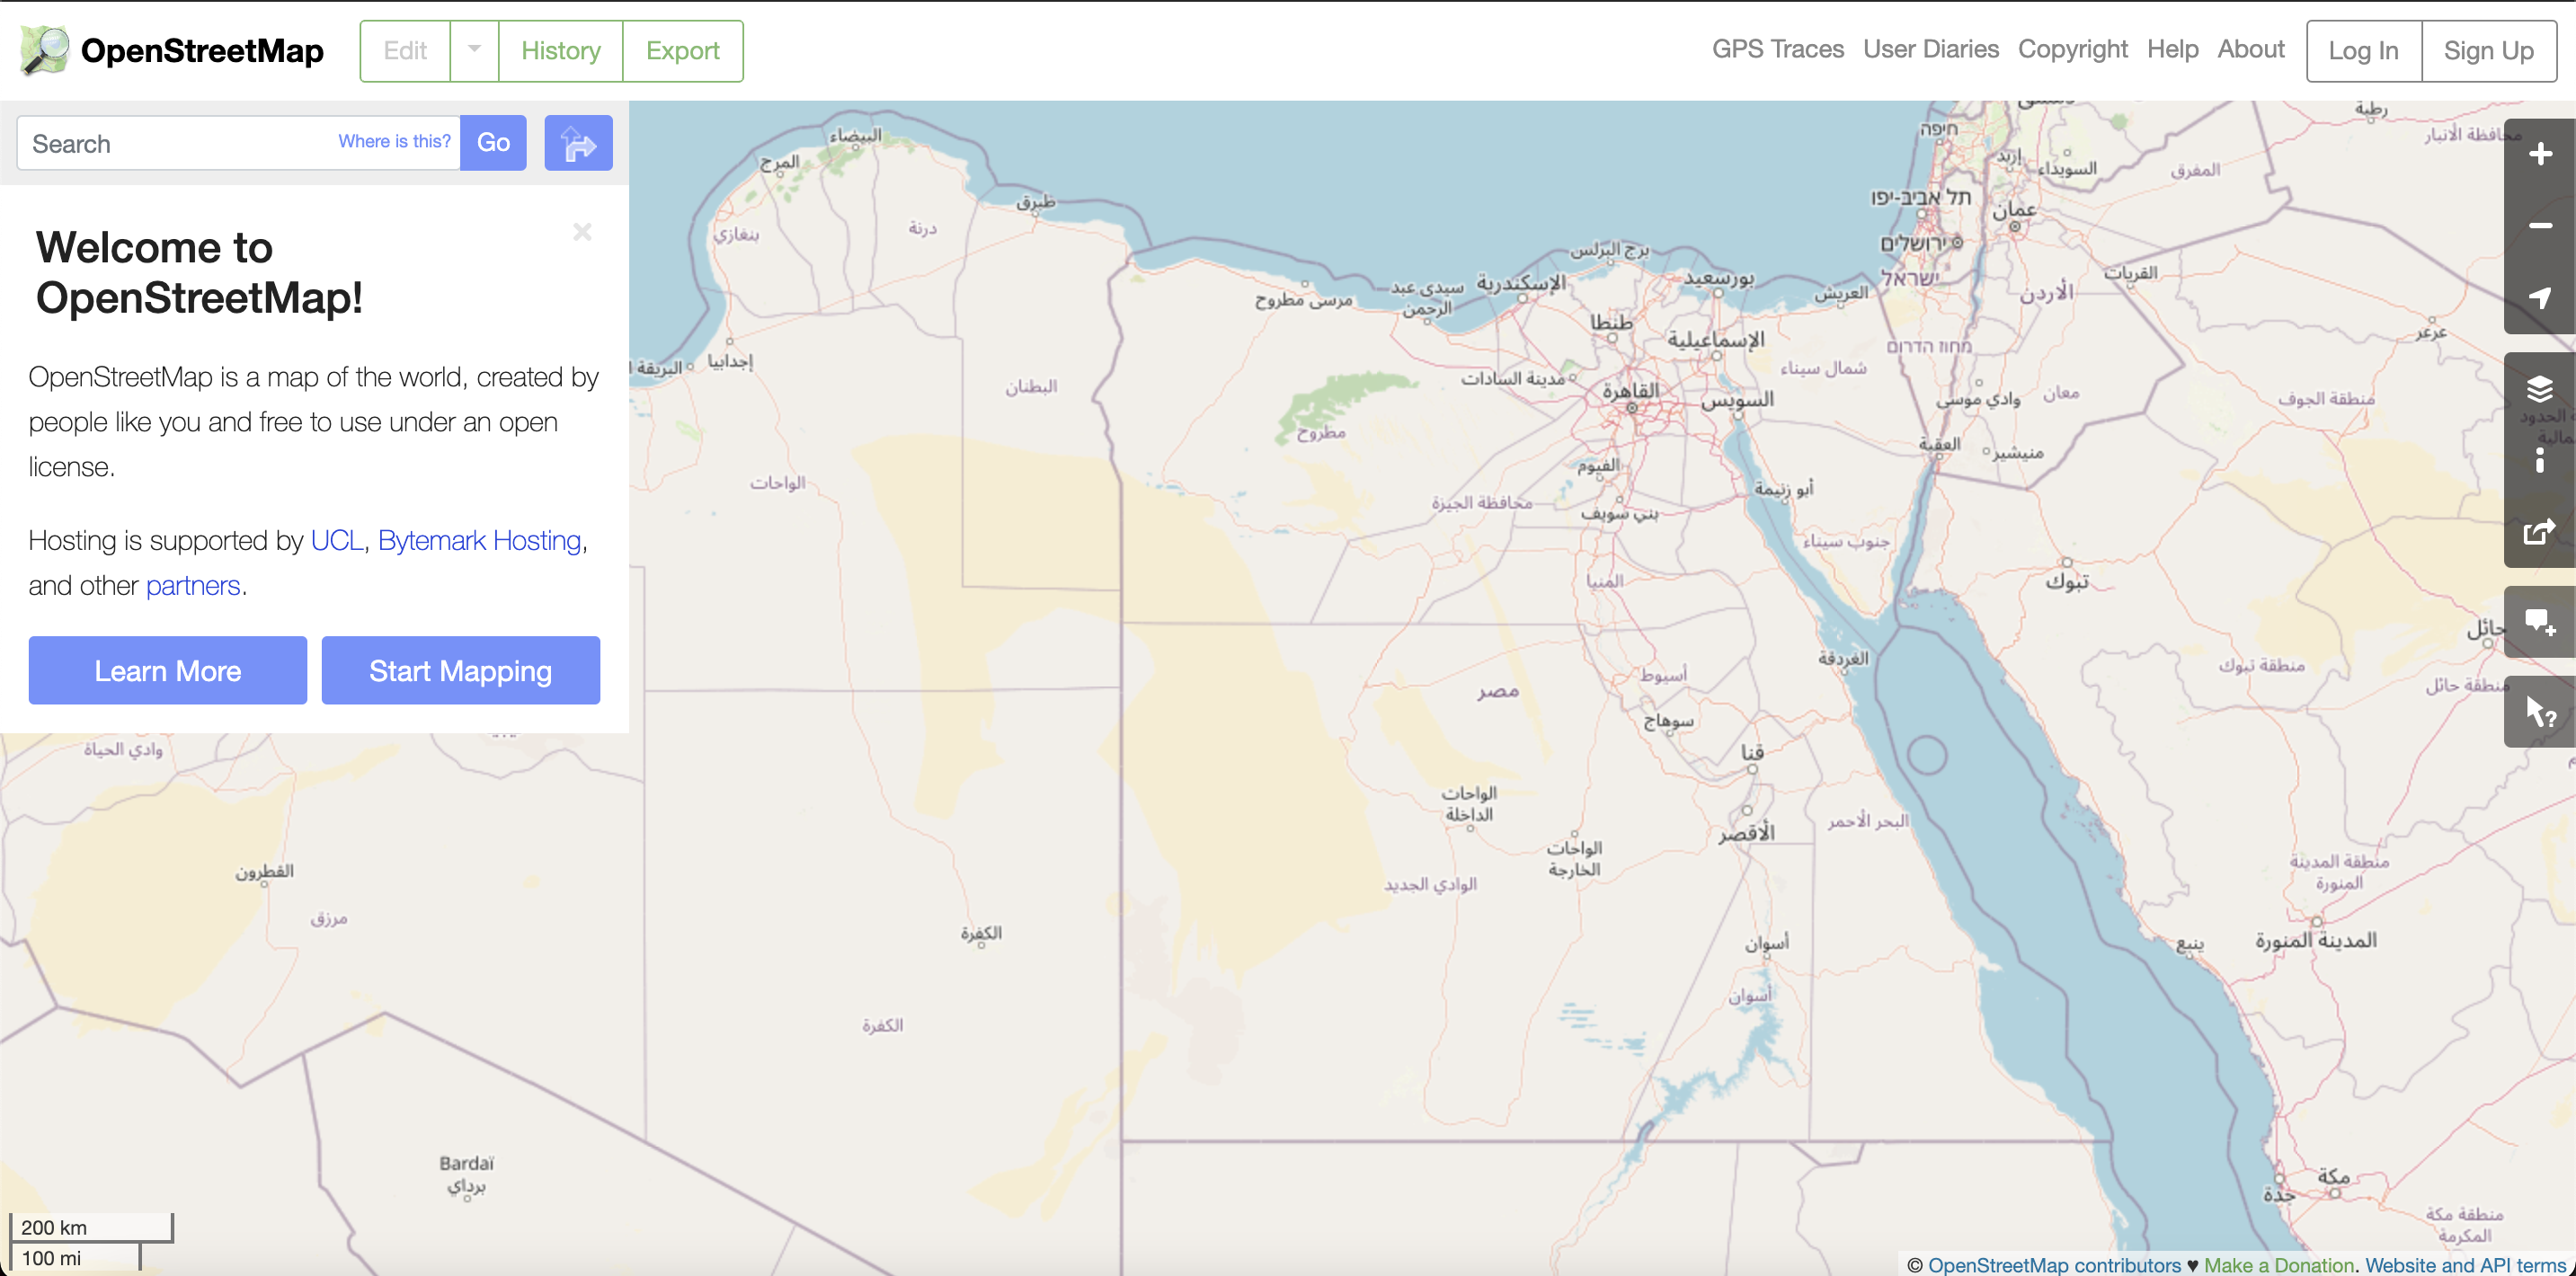 OpenStreetMap
Edit
History
Export
GPS Traces
User Diaries
Copyright
Help
About
Log In
Sign Up
Search
Where is this?
Go
Welcome to
OpenStreetMap!
OpenStreetMap is a map of the world, created by
people like you and free to use under an open
license.
Hosting is supported by UCL, Bytemark Hosting,
and other partners.
Learn More
Start Mapping
البيضاء
المرج
طبرق
درنة
بنغازي
إجدابيا
البريقة
البطنان
الواحات
وادي الحياة
القطرون
مرزق
الكفرة
الكفرة
Bardaï
برداي
مرسى مطروح
سيدى عبد
الرحمن
الإسكندرية
برج البرلس
بورسعيد
العريش
طنطا
الإسماعيلية
شمال سيناء
مدينة السادات
القاهرة
السويس
مطروح
الفيوم
محافظة الجيزة
بني سويف
أبو زنيمة
جنوب سيناء
المنيا
الغردقة
أسيوط
مصر
سوهاج
قنا
الواحات
الداخلة
الأقصر
البحر الأحمر
الواحات
الخارجة
الوادي الجديد
أسوان
أسوان
חיפה
إربد
السويداء
المفرق
رطبة
محافظة الأنبار
תל אביב-יפו
عمان
ירושלים
ישראל
الأردن
القريات
عرعر
מחוז הדרום
وادي موسى
معان
منطقة الجوف
العقبة
منيشير
تبوك
حائل
منطقة تبوك
منطقة حائل
منطقة المدينة
المنورة
المدينة المنورة
ينبع
مكة
جدة
منطقة مكة
المكرمة
200 km
100 mi
© OpenStreetMap contributors ♥ Make a Donation. Website and API terms